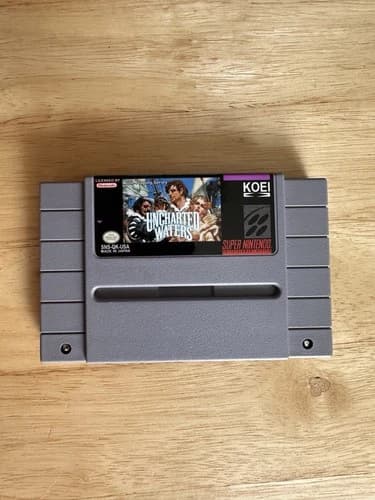 LICENSED BY
Nintendo
KOEI
UNCHARTED
WATERS
SNS-QK-USA
MADE IN JAPAN
SUPER NINTENDO